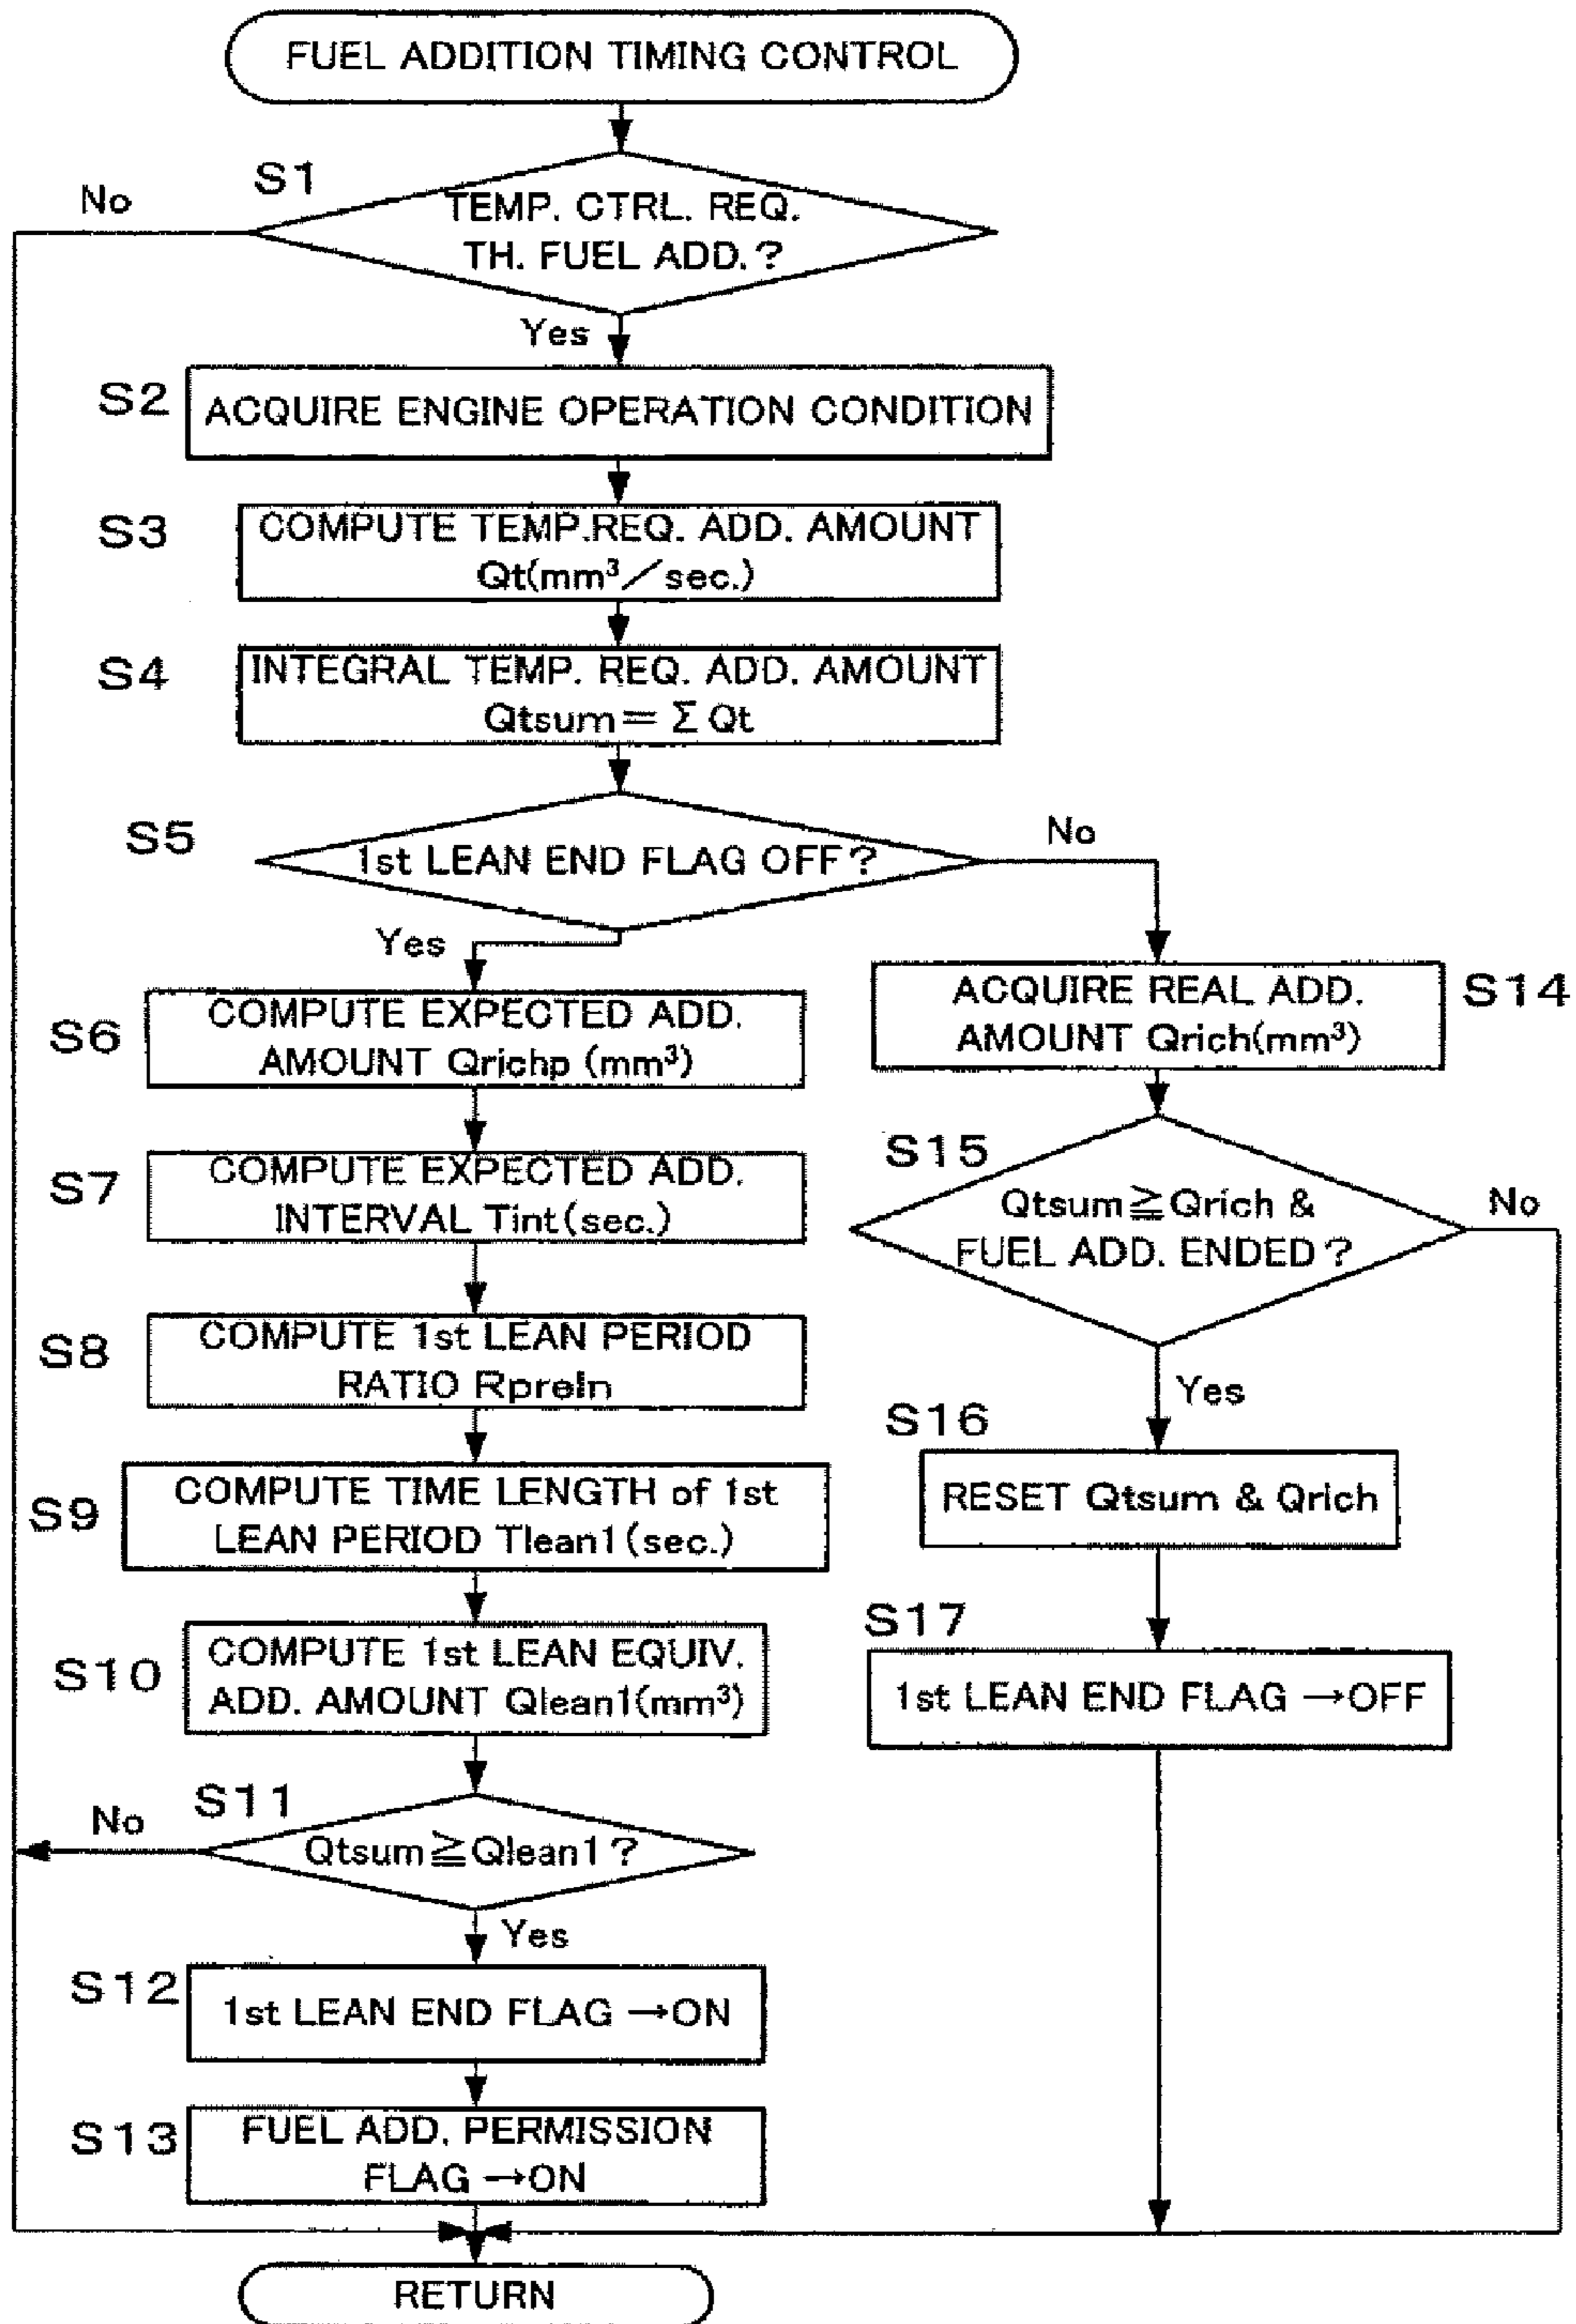 FUEL ADDITION TIMING CONTROL
S1
No
TEMP. CTRL. REQ.
TH. FUEL ADD.?
Yes
S2
ACQUIRE ENGINE OPERATION CONDITION
S3
COMPUTE TEMP.REQ. ADD. AMOUNT
Qt(mm³/sec.)
S4
INTEGRAL TEMP. REQ. ADD. AMOUNT
Qtsum=ΣQt
S5
1st LEAN END FLAG OFF?
No
Yes
S6
COMPUTE EXPECTED ADD.
AMOUNT Qrichp (mm³)
S7
COMPUTE EXPECTED ADD.
INTERVAL Tint(sec.)
S8
COMPUTE 1st LEAN PERIOD
RATIO Rpreln
S9
COMPUTE TIME LENGTH of 1st
LEAN PERIOD Tlean1(sec.)
S10
COMPUTE 1st LEAN EQUIV.
ADD. AMOUNT Qlean1(mm³)
S11
No
Qtsum≧Qlean1?
Yes
S12
1st LEAN END FLAG →ON
S13
FUEL ADD. PERMISSION
FLAG →ON
S14
ACQUIRE REAL ADD.
AMOUNT Qrich(mm³)
S15
Qtsum≧Qrich &
FUEL ADD. ENDED?
No
Yes
S16
RESET Qtsum & Qrich
S17
1st LEAN END FLAG →OFF
RETURN